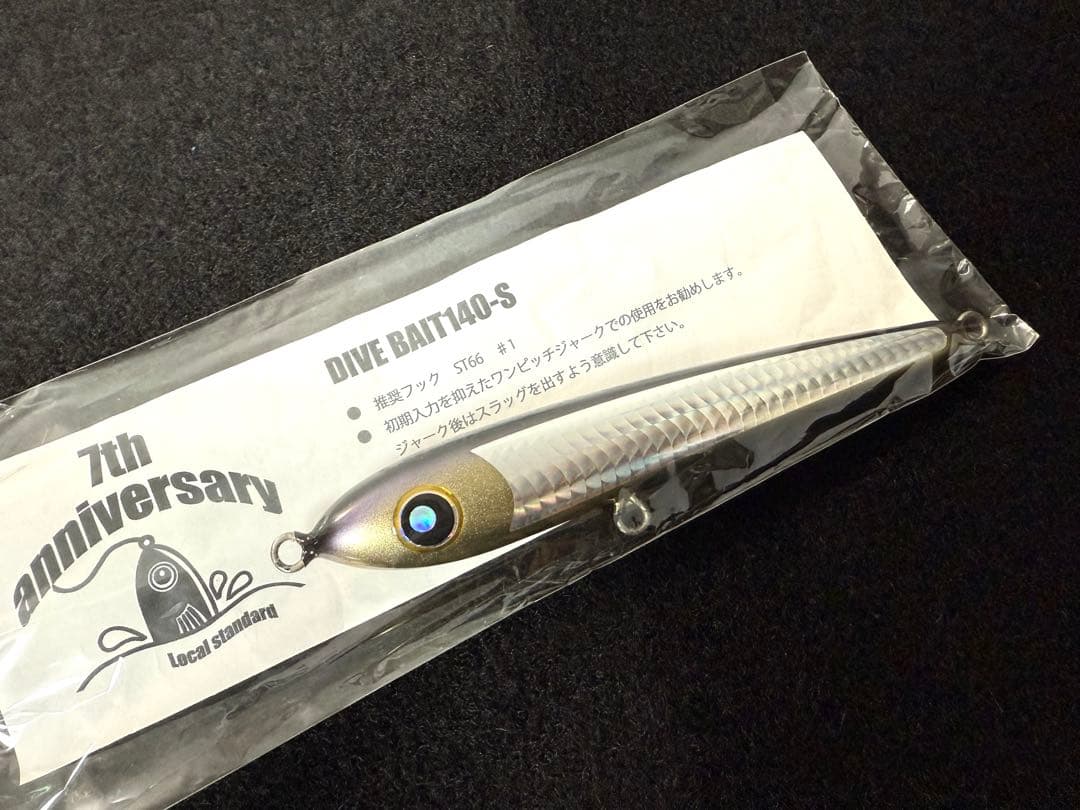 DIVE BAIT140-S
● 推奨フック ST66 #1
● 初期入力を抑えたワンピッチジャークでの使用をお勧めします。
ジャーク後はスラッグを出すよう意識して下さい。
7th
anniversary
Local standard